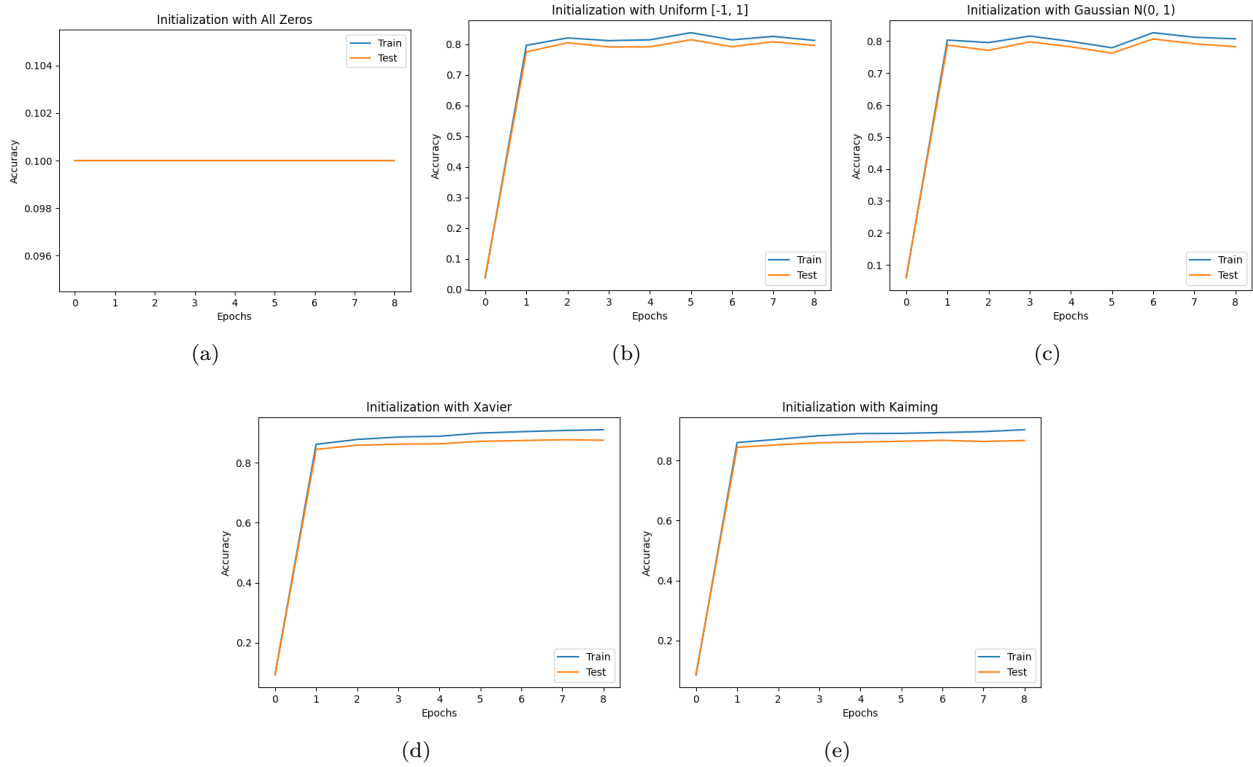 Initialization with All Zeros
Accuracy
0.104
0.102
0.100
0.098
0.096
0 1 2 3 4 5 6 7 8
Epochs
Train
Test
(a)
Initialization with Uniform [-1, 1]
Accuracy
0.8
0.7
0.6
0.5
0.4
0.3
0.2
0.1
0.0
0 1 2 3 4 5 6 7 8
Epochs
Train
Test
(b)
Initialization with Gaussian N(0, 1)
Accuracy
0.8
0.7
0.6
0.5
0.4
0.3
0.2
0.1
0 1 2 3 4 5 6 7 8
Epochs
Train
Test
(c)
Initialization with Xavier
Accuracy
0.8
0.6
0.4
0.2
0 1 2 3 4 5 6 7 8
Epochs
Train
Test
(d)
Initialization with Kaiming
Accuracy
0.8
0.6
0.4
0.2
0 1 2 3 4 5 6 7 8
Epochs
Train
Test
(e)